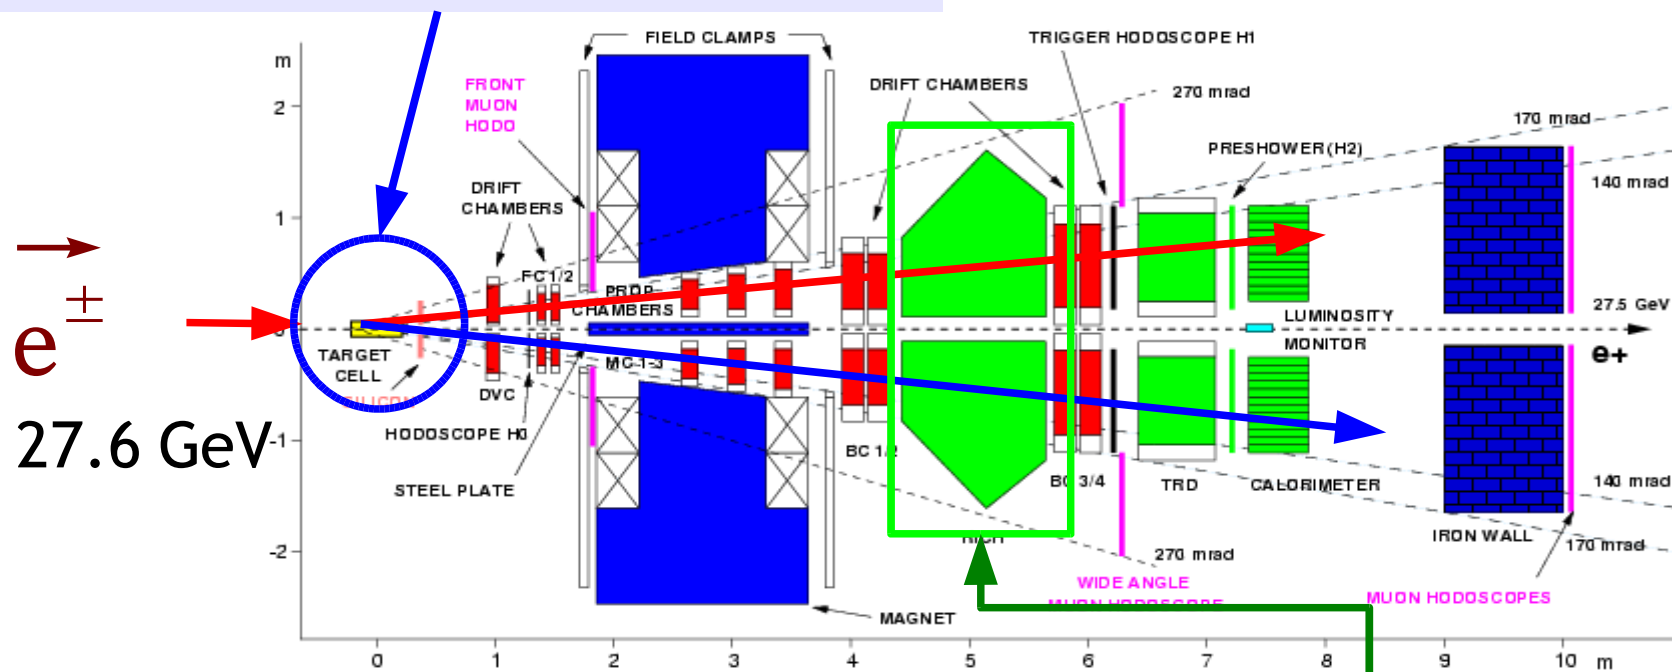 FIELD CLAMPS
TRIGGER HODOSCOPE H1
m
FRONT
MUON
HODO
DRIFT CHAMBERS
270 mrad
2
170 mrad
PRESHOWER (H2)
DRIFT
CHAMBERS
140 mrad
1
FC 1/2
e±
PROP
CHAMBERS
27.5 GeV
LUMINOSITY
MONITOR
e+
TARGET
CELL
MC 1-3
SILICON
DVC
27.6 GeV
HODOSCOPE H0
-1
BC 1/2
BC 3/4
TRD
CALORIMETER
STEEL PLATE
140 mrad
IRON WALL
170 mrad
RICH
-2
270 mrad
WIDE ANGLE
MUON HODOSCOPE
MUON HODOSCOPES
MAGNET
0 1 2 3 4 5 6 7 8 9 10 m